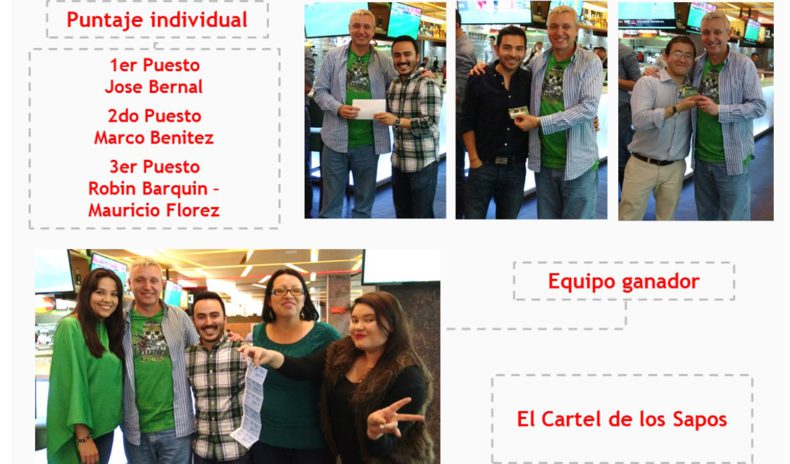 Puntaje individual
1er Puesto
Jose Bernal
2do Puesto
Marco Benitez
3er Puesto
Robin Barquin –
Mauricio Florez
Equipo ganador
El Cartel de los Sapos